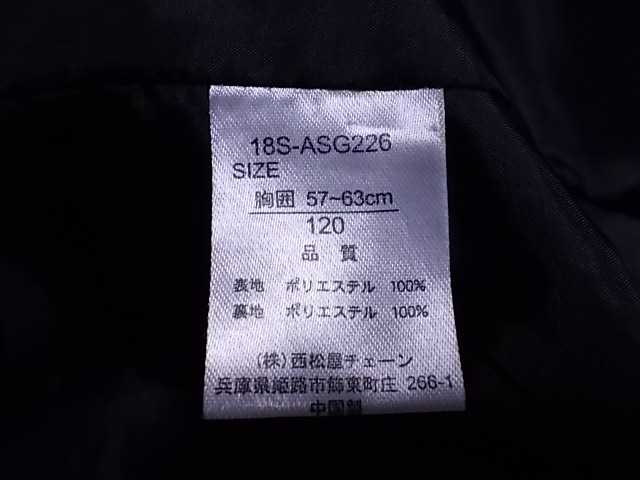 18S-ASG226
SIZE
胸囲 57~63cm
120
品 質
表地 ポリエステル 100%
裏地 ポリエステル 100%
(株)西松屋チェーン
兵庫県姫路市飾東町庄 266-1
中国製